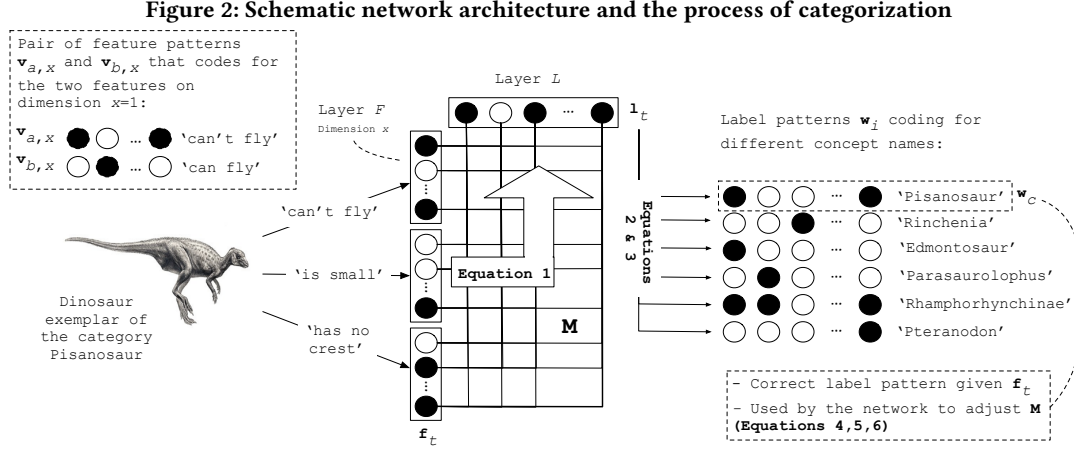 Figure 2: Schematic network architecture and the process of categorization
Pair of feature patterns
v_a,x and v_b,x that codes for
the two features on
dimension x=1:
v_a,x ... 'can't fly'
v_b,x ... 'can fly'
Layer F
Dimension x
Layer L
... l_t
'can't fly'
'is small'
'has no
crest'
Dinosaur
exemplar of
the category
Pisanosaur
Equation 1
M
f_t
Equations
2 & 3
Label patterns w_i coding for
different concept names:
... 'Pisanosaur' w_c
... 'Rinchenia'
... 'Edmontosaur'
... 'Parasaurolophus'
... 'Rhamphorhynchinae'
... 'Pteranodon'
- Correct label pattern given f_t
- Used by the network to adjust M
(Equations 4,5,6)